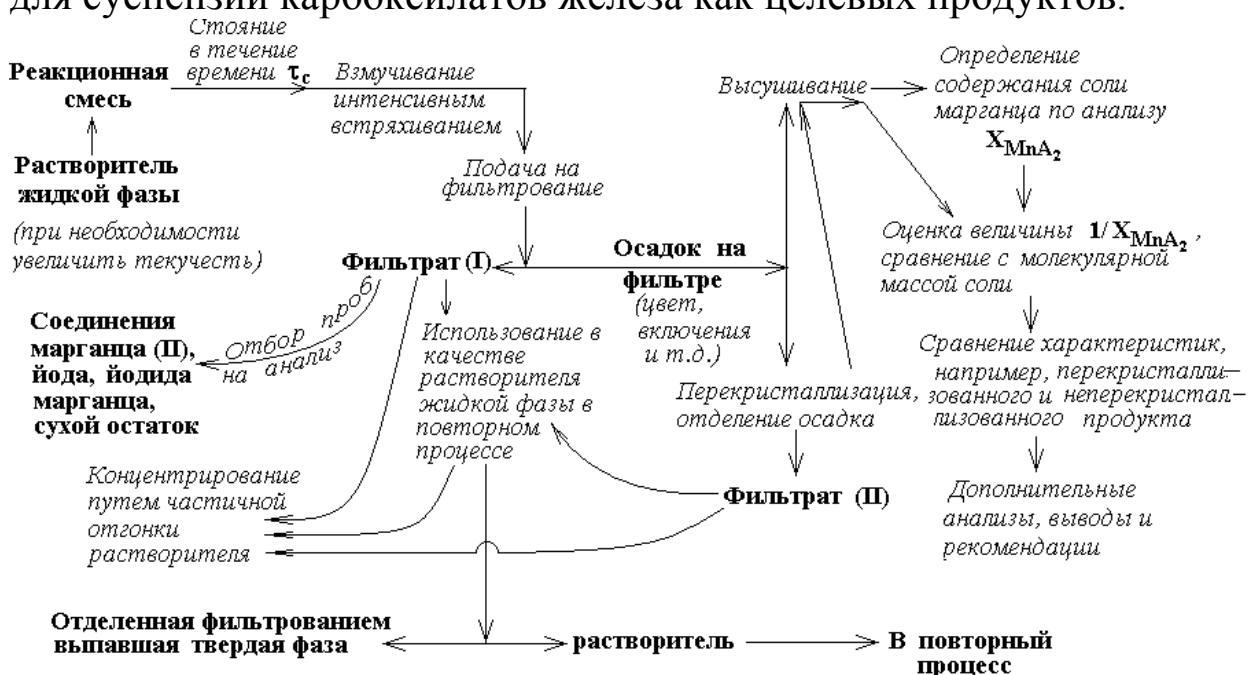 для суспензий карбоксилатов железа как целевых продуктов.
Стояние
в течение
времени τc
Реакционная
смесь
Взмучивание
интенсивным
встряхиванием
Растворитель
жидкой фазы
(при необходимости
увеличить текучесть)
Подача на
фильтрование
Высушивание
Определение
содержания соли
марганца по анализу
XMnA2
Оценка величины 1/XMnA2 ,
сравнение с молекулярной
массой соли
Фильтрат (I)
Осадок на
фильтре
(цвет,
включения
и т.д.)
Отбор проб
на анализ
Соединения
марганца (II),
йода, йодида
марганца,
сухой остаток
Использование в
качестве
растворителя
жидкой фазы в
повторном
процессе
Перекристаллизация,
отделение осадка
Сравнение характеристик,
например, перекристалли–
зованного и неперекристал–
лизованного продукта
Концентрирование
путем частичной
отгонки
растворителя
Фильтрат (II)
Дополнительные
анализы, выводы и
рекомендации
Отделенная фильтрованием
выпавшая твердая фаза
растворитель
В повторный
процесс